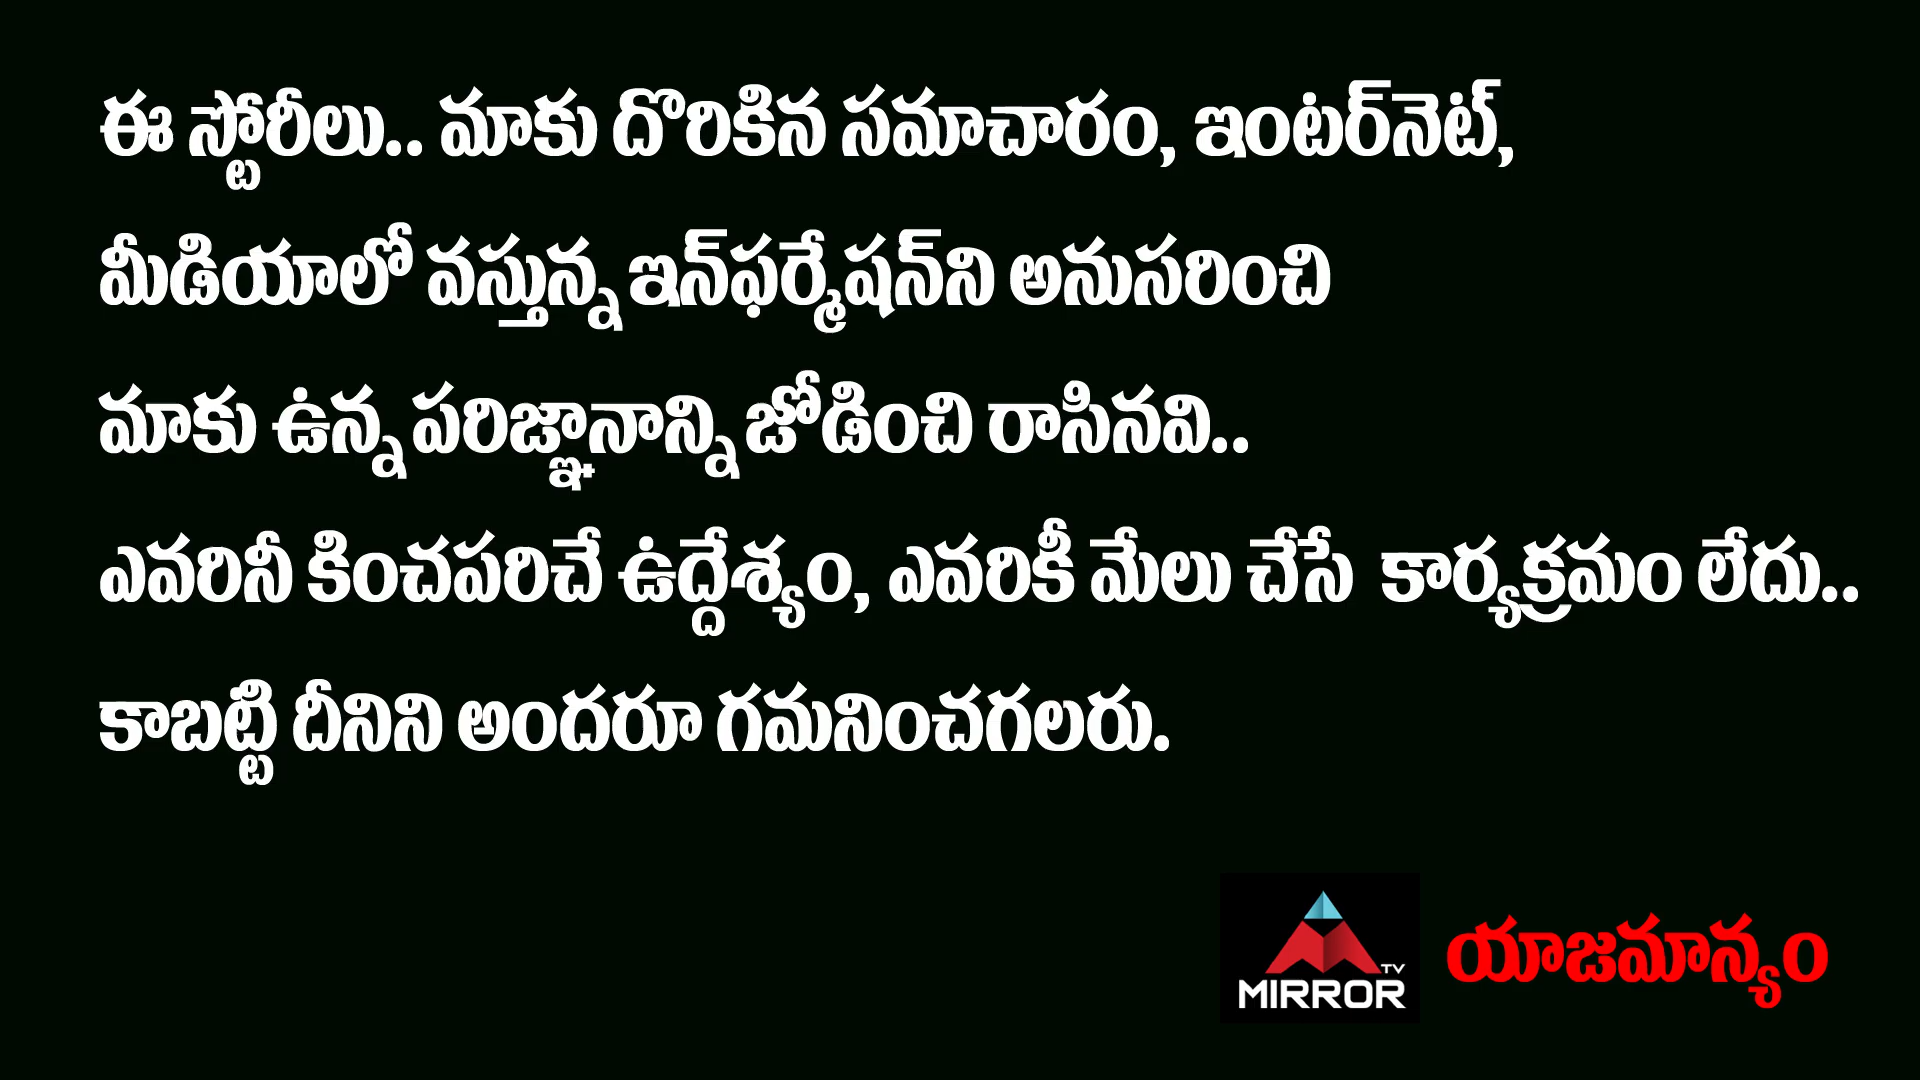 ఈ స్టోరీలు.. మాకు దొరికిన సమాచారం, ఇంటర్‌నెట్,
మీడియాలో వస్తున్న ఇన్‌ఫర్మేషన్‌ని అనుసరించి
మాకు ఉన్న పరిజ్ఞానాన్ని జోడించి రాసినవి..
ఎవరినీ కించపరిచే ఉద్దేశ్యం, ఎవరికీ మేలు చేసే కార్యక్రమం లేదు..
కాబట్టి దీనిని అందరూ గమనించగలరు.
TV
MIRROR
యాజమాన్యం